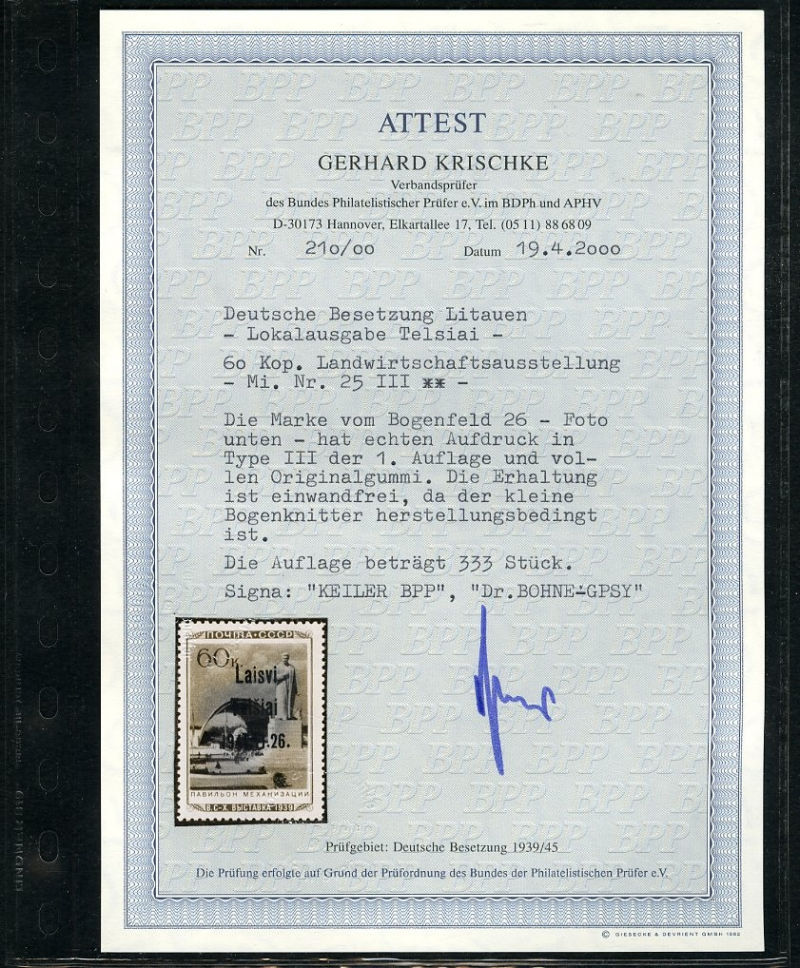 ATTEST
GERHARD KRISCHKE
Verbandsprüfer
des Bundes Philatelistischer Prüfer e.V. im BDPh und APHV
D-30173 Hannover, Elkartallee 17, Tel. (05 11) 88 68 09
Nr. 210/00 Datum 19.4.2000
Deutsche Besetzung Litauen
- Lokalausgabe Telsiai -
60 Kop. Landwirtschaftsausstellung
- Mi. Nr. 25 III ** -
Die Marke vom Bogenfeld 26 - Foto
unten - hat echten Aufdruck in
Type III der 1. Auflage und vol-
len Originalgummi. Die Erhaltung
ist einwandfrei, da der kleine
Bogenknitter herstellungsbedingt
ist.
Die Auflage beträgt 333 Stück.
Signa: "KEILER BPP", "Dr.BOHNE-GPSY"
ПОЧТА·СССР
60 к.
Laisvi
26.
ПАВИЛЬОН МЕХАНИЗАЦИИ
В.С-Х. ВЫСТАВКА 1939
Prüfgebiet: Deutsche Besetzung 1939/45
Die Prüfung erfolgte auf Grund der Prüfordnung des Bundes der Philatelistischen Prüfer e.V.
© GIESECKE & DEVRIENT GMBH 1992